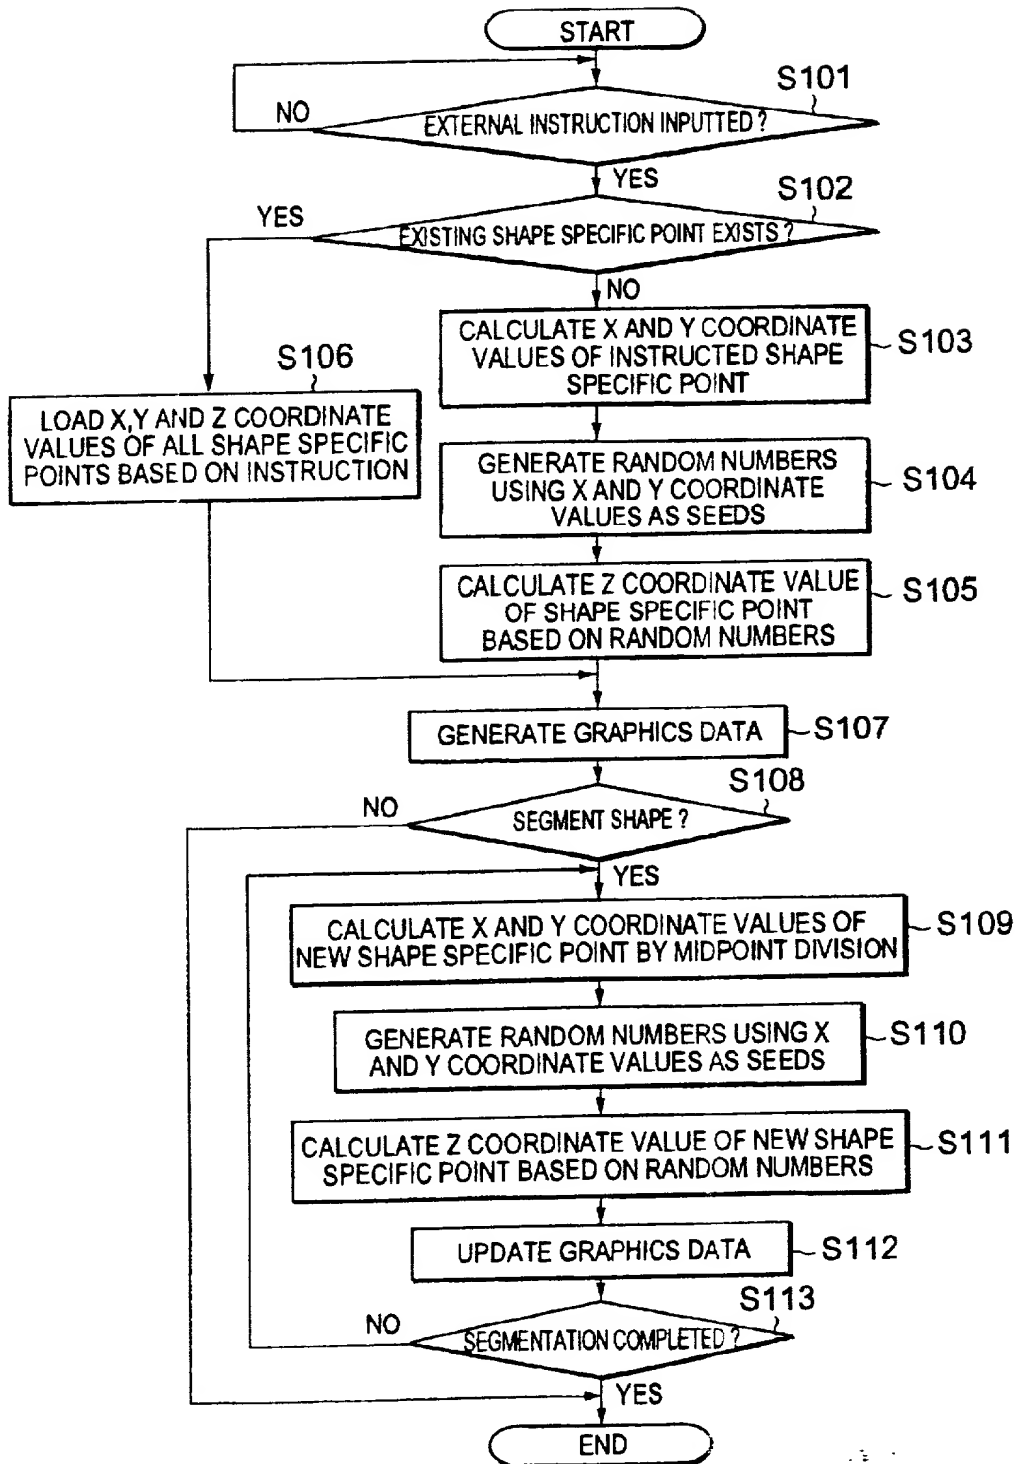 START
S101
NO
EXTERNAL INSTRUCTION INPUTTED ?
YES
S102
YES
EXISTING SHAPE SPECIFIC POINT EXISTS ?
NO
CALCULATE X AND Y COORDINATE
VALUES OF INSTRUCTED SHAPE
SPECIFIC POINT
S103
S106
LOAD X,Y AND Z COORDINATE
VALUES OF ALL SHAPE SPECIFIC
POINTS BASED ON INSTRUCTION
GENERATE RANDOM NUMBERS
USING X AND Y COORDINATE
VALUES AS SEEDS
S104
CALCULATE Z COORDINATE VALUE
OF SHAPE SPECIFIC POINT
BASED ON RANDOM NUMBERS
S105
GENERATE GRAPHICS DATA
S107
S108
NO
SEGMENT SHAPE ?
YES
CALCULATE X AND Y COORDINATE VALUES OF
NEW SHAPE SPECIFIC POINT BY MIDPOINT DIVISION
S109
GENERATE RANDOM NUMBERS USING X
AND Y COORDINATE VALUES AS SEEDS
S110
CALCULATE Z COORDINATE VALUE OF NEW SHAPE
SPECIFIC POINT BASED ON RANDOM NUMBERS
S111
UPDATE GRAPHICS DATA
S112
S113
NO
SEGMENTATION COMPLETED ?
YES
END